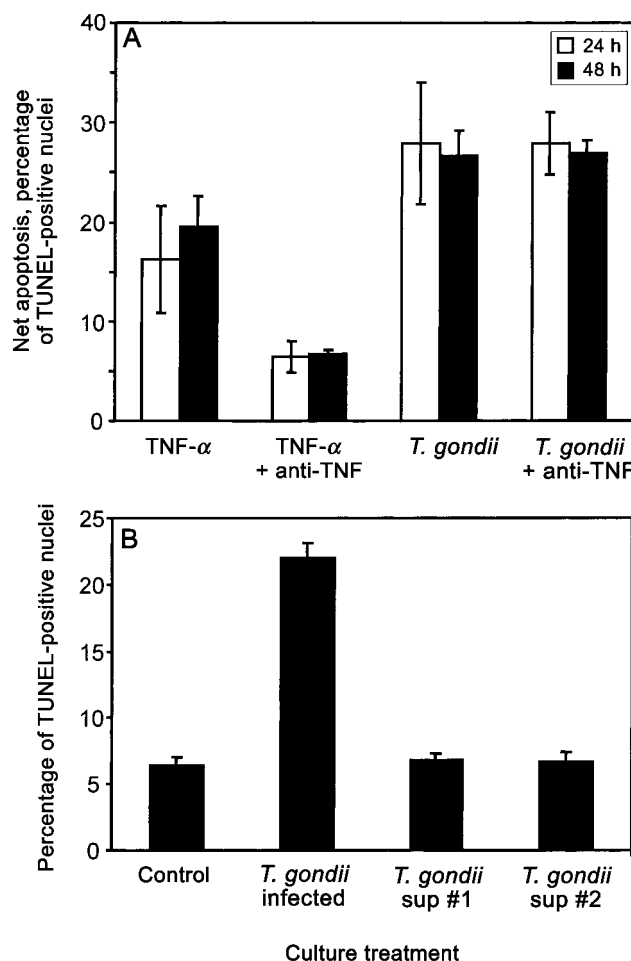 40
A
24 h
48 h
30
20
10
0
Net apoptosis, percentage
of TUNEL-positive nuclei
TNF-α
TNF-α
+ anti-TNF
T. gondii
T. gondii
+ anti-TNF
25
B
20
15
10
5
0
Percentage of TUNEL-positive nuclei
Control
T. gondii
infected
T. gondii
sup #1
T. gondii
sup #2
Culture treatment